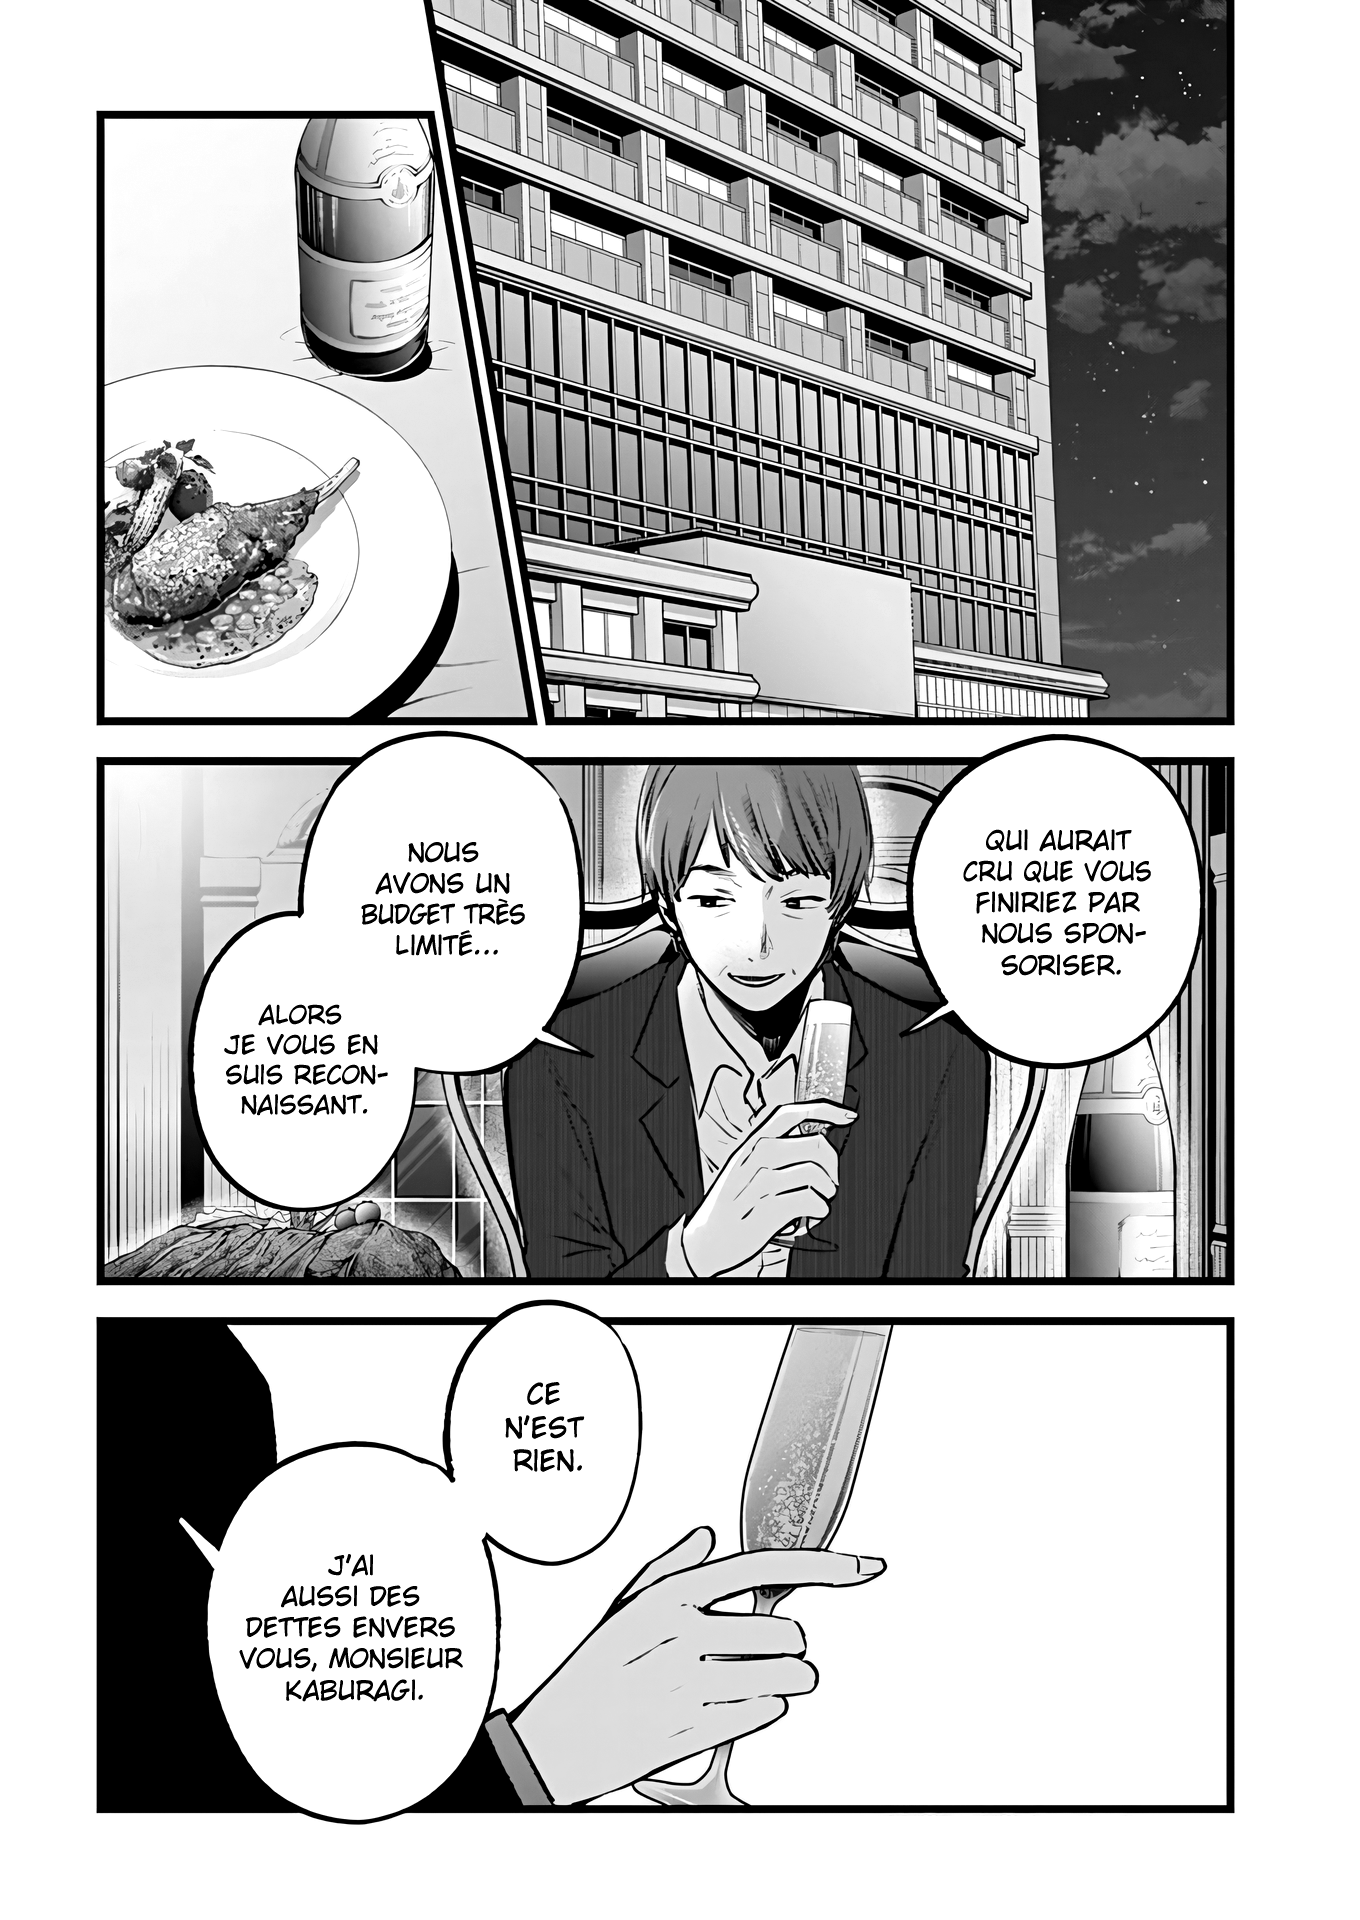 QUI AURAIT
CRU QUE VOUS
FINIRIEZ PAR
NOUS SPON-
SORISER.
NOUS
AVONS UN
BUDGET TRÈS
LIMITÉ...
ALORS
JE VOUS EN
SUIS RECON-
NAISSANT.
CE
N'EST
RIEN.
J'AI
AUSSI DES
DETTES ENVERS
VOUS, MONSIEUR
KABURAGI.